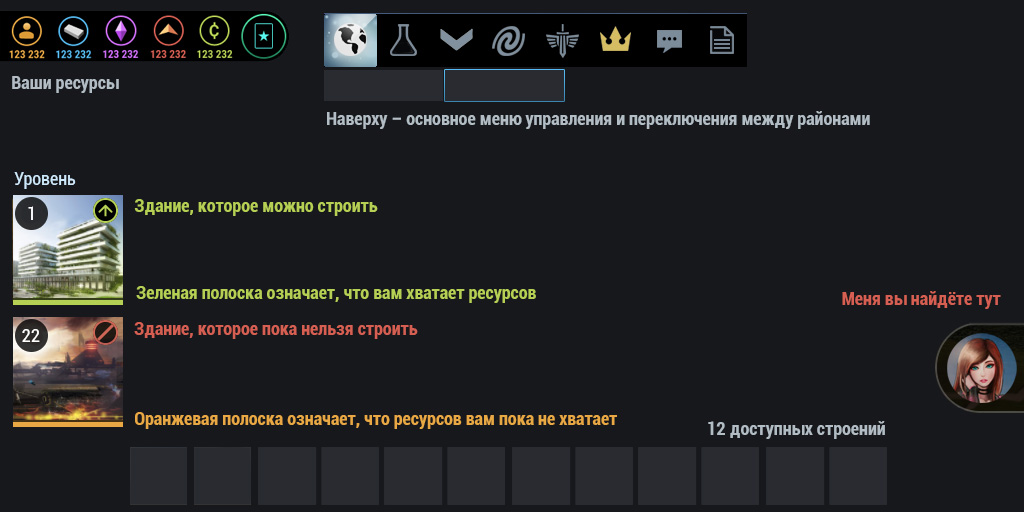 123 232 123 232 123 232 123 232 123 232
Ваши ресурсы
Наверху – основное меню управления и переключения между районами
Уровень
1
Здание, которое можно строить
Зеленая полоска означает, что вам хватает ресурсов
Меня вы найдёте тут
22
Здание, которое пока нельзя строить
Оранжевая полоска означает, что ресурсов вам пока не хватает
12 доступных строений